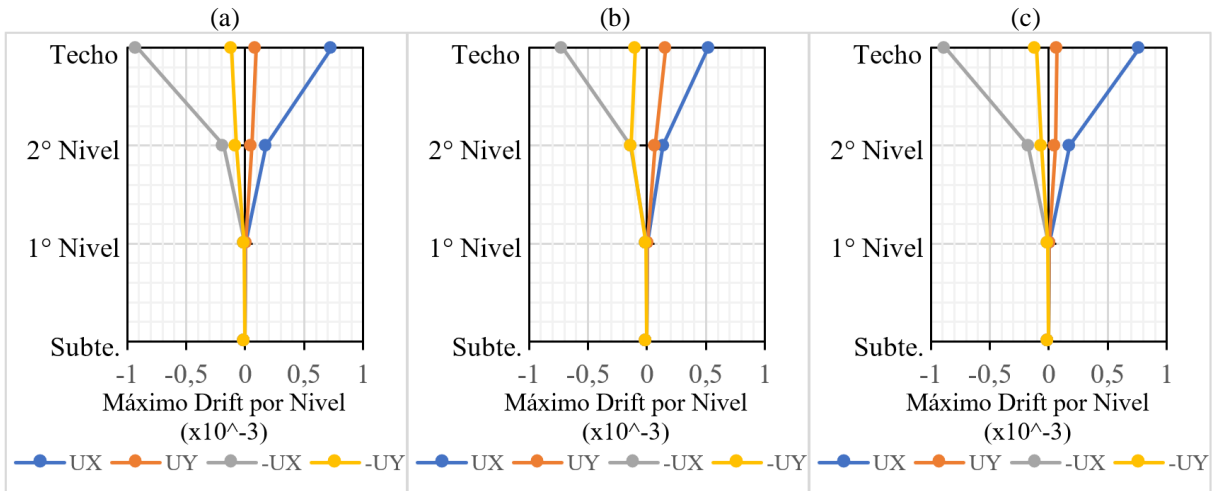 (a)
Techo
2° Nivel
1° Nivel
Subte.
-1 -0,5 0 0,5 1
Máximo Drift por Nivel
(x10^-3)
UX UY -UX -UY
(b)
Techo
2° Nivel
1° Nivel
Subte.
-1 -0,5 0 0,5 1
Máximo Drift por Nivel
(x10^-3)
UX UY -UX -UY
(c)
Techo
2° Nivel
1° Nivel
Subte.
-1 -0,5 0 0,5 1
Máximo Drift por Nivel
(x10^-3)
UX UY -UX -UY